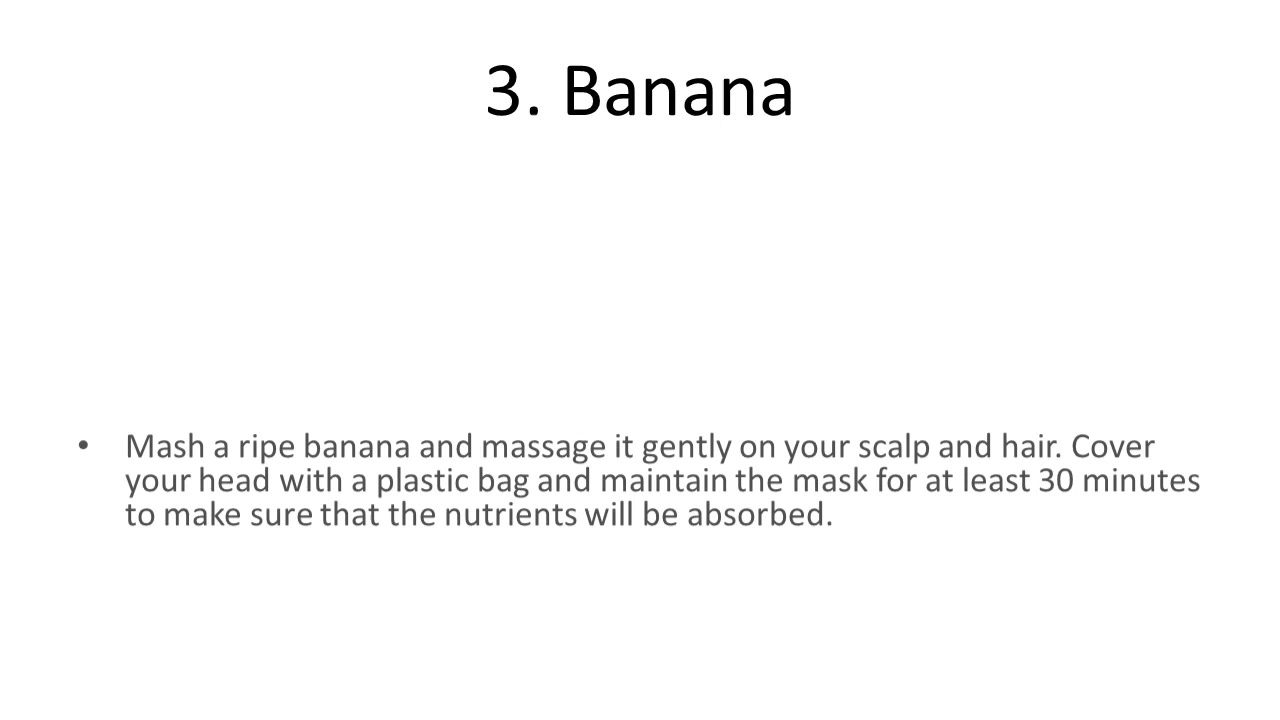 3. Banana
• Mash a ripe banana and massage it gently on your scalp and hair. Cover
your head with a plastic bag and maintain the mask for at least 30 minutes
to make sure that the nutrients will be absorbed.